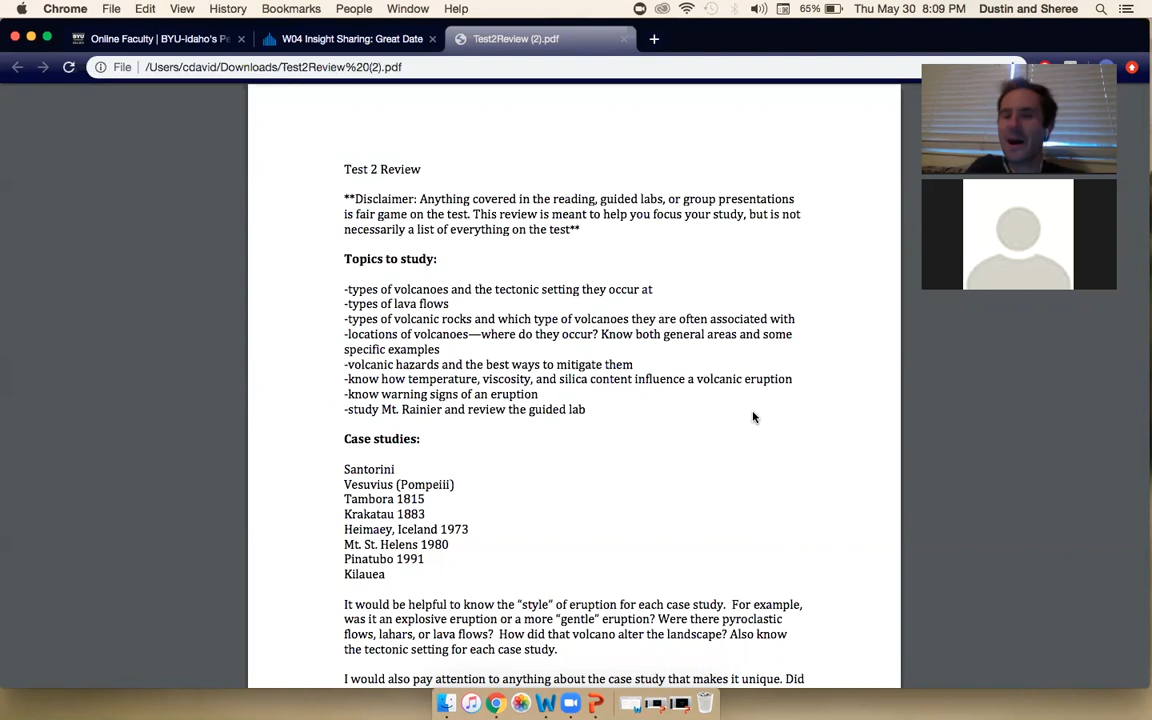 Chrome File Edit View History Bookmarks People Window Help 65% Thu May 30 8:09 PM Dustin and Sheree
Online Faculty | BYU-Idaho's Pe W04 Insight Sharing: Great Date Test2Review (2).pdf
File /Users/cdavid/Downloads/Test2Review%20(2).pdf
Test 2 Review
**Disclaimer: Anything covered in the reading, guided labs, or group presentations
is fair game on the test. This review is meant to help you focus your study, but is not
necessarily a list of everything on the test**
Topics to study:
-types of volcanoes and the tectonic setting they occur at
-types of lava flows
-types of volcanic rocks and which type of volcanoes they are often associated with
-locations of volcanoes—where do they occur? Know both general areas and some
specific examples
-volcanic hazards and the best ways to mitigate them
-know how temperature, viscosity, and silica content influence a volcanic eruption
-know warning signs of an eruption
-study Mt. Rainier and review the guided lab
Case studies:
Santorini
Vesuvius (Pompeiii)
Tambora 1815
Krakatau 1883
Heimaey, Iceland 1973
Mt. St. Helens 1980
Pinatubo 1991
Kilauea
It would be helpful to know the “style” of eruption for each case study. For example,
was it an explosive eruption or a more “gentle” eruption? Were there pyroclastic
flows, lahars, or lava flows? How did that volcano alter the landscape? Also know
the tectonic setting for each case study.
I would also pay attention to anything about the case study that makes it unique. Did